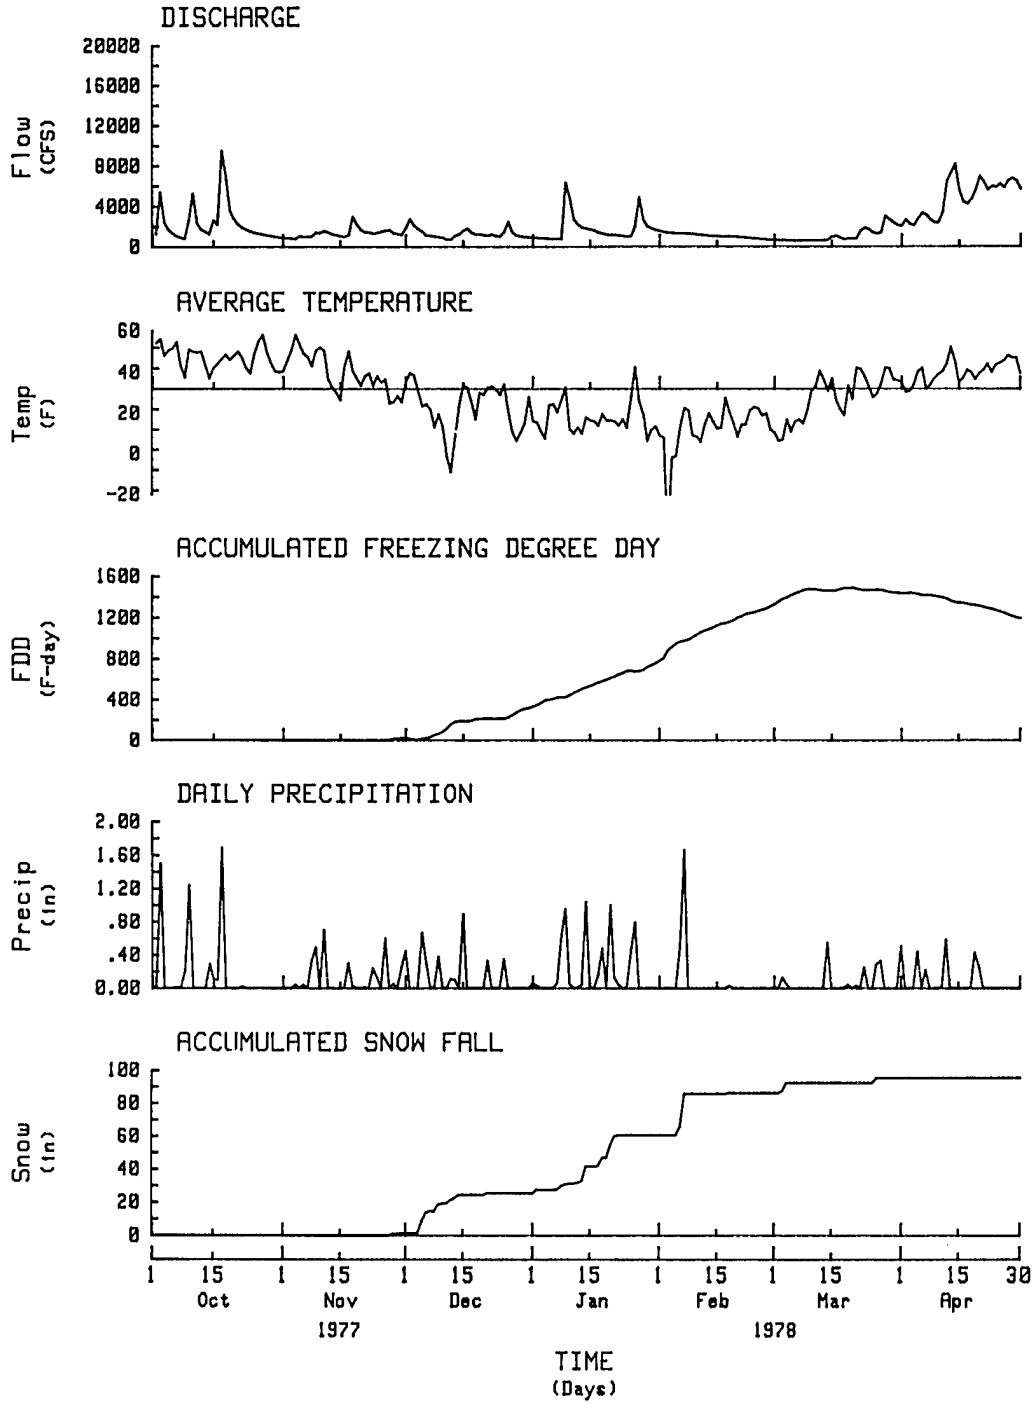 DISCHARGE
20000
16000
12000
8000
4000
0
Flow
(CFS)
AVERAGE TEMPERATURE
60
40
20
0
-20
Temp
(F)
ACCUMULATED FREEZING DEGREE DAY
1600
1200
800
400
0
FDD
(F-day)
DAILY PRECIPITATION
2.00
1.60
1.20
.80
.40
0.00
Precip
(in)
ACCUMULATED SNOW FALL
100
80
60
40
20
0
Snow
(in)
1 15 1 15 1 15 1 15 1 15 1 15 30
Oct Nov Dec Jan Feb Mar Apr
1977 1978
TIME
(Days)